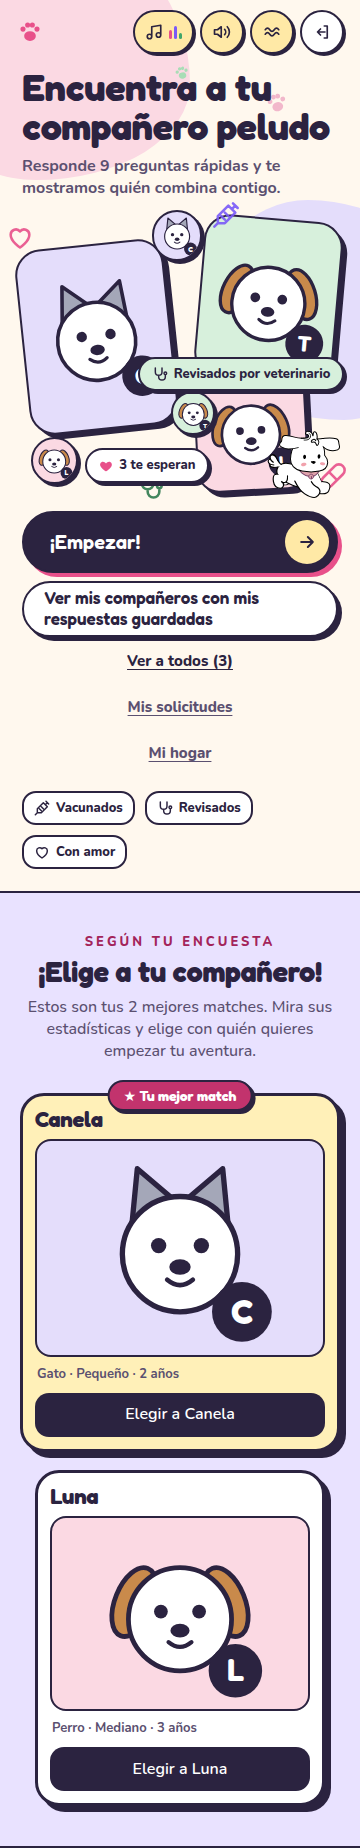 Encuentra a tu
compañero peludo
Responde 9 preguntas rápidas y te
mostramos quién combina contigo.
C
T
Revisados por veterinario
T
L
3 te esperan
¡Empezar!
Ver mis compañeros con mis
respuestas guardadas
Ver a todos (3)
Mis solicitudes
Mi hogar
Vacunados
Revisados
Con amor
SEGÚN TU ENCUESTA
¡Elige a tu compañero!
Estos son tus 2 mejores matches. Mira sus
estadísticas y elige con quién quieres
empezar tu aventura.
★ Tu mejor match
Canela
C
Gato · Pequeño · 2 años
Elegir a Canela
Luna
L
Perro · Mediano · 3 años
Elegir a Luna